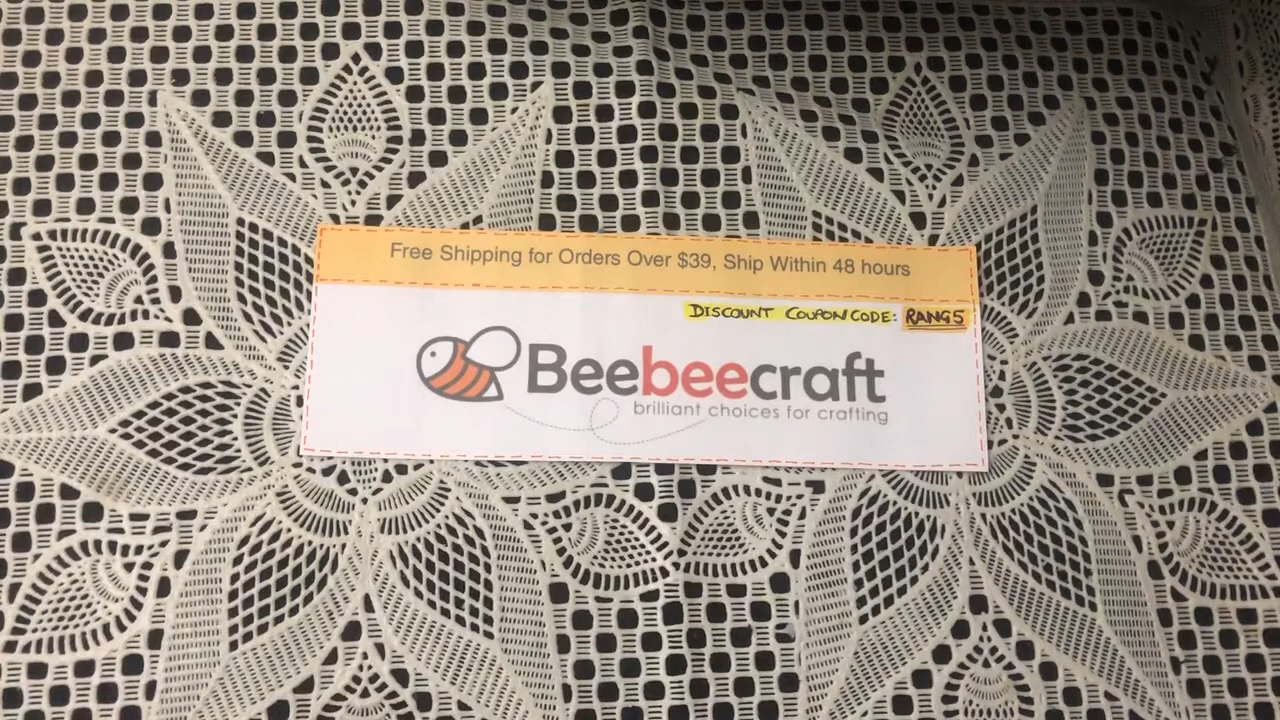 Free Shipping for Orders Over $39, Ship Within 48 hours
DISCOUNT COUPON CODE: RANG5
Beebeecraft
brilliant choices for crafting